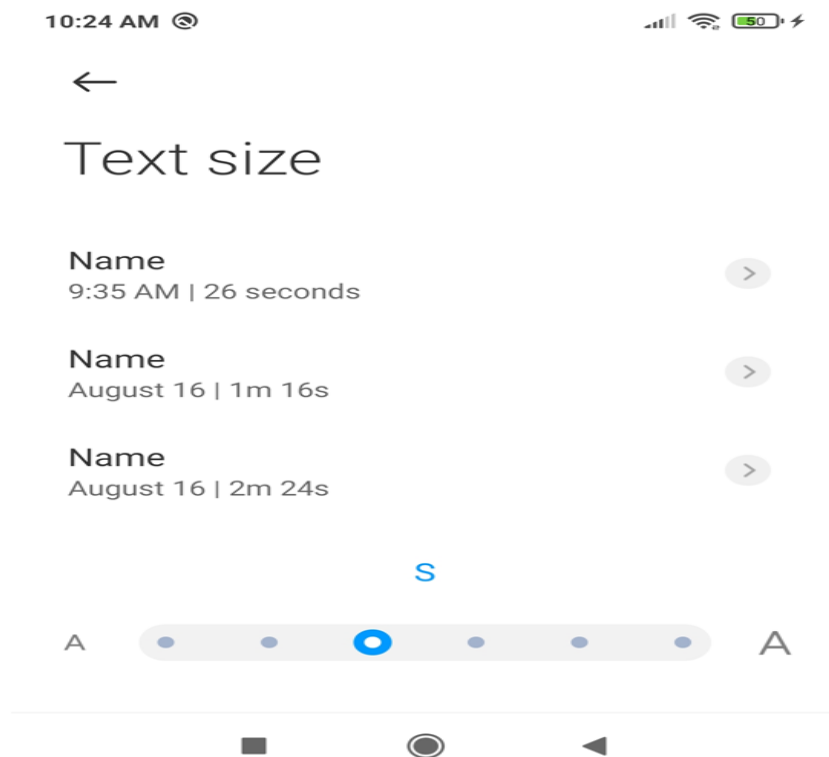 10:24 AM
50
Text size
Name
9:35 AM | 26 seconds
Name
August 16 | 1m 16s
Name
August 16 | 2m 24s
S
A A